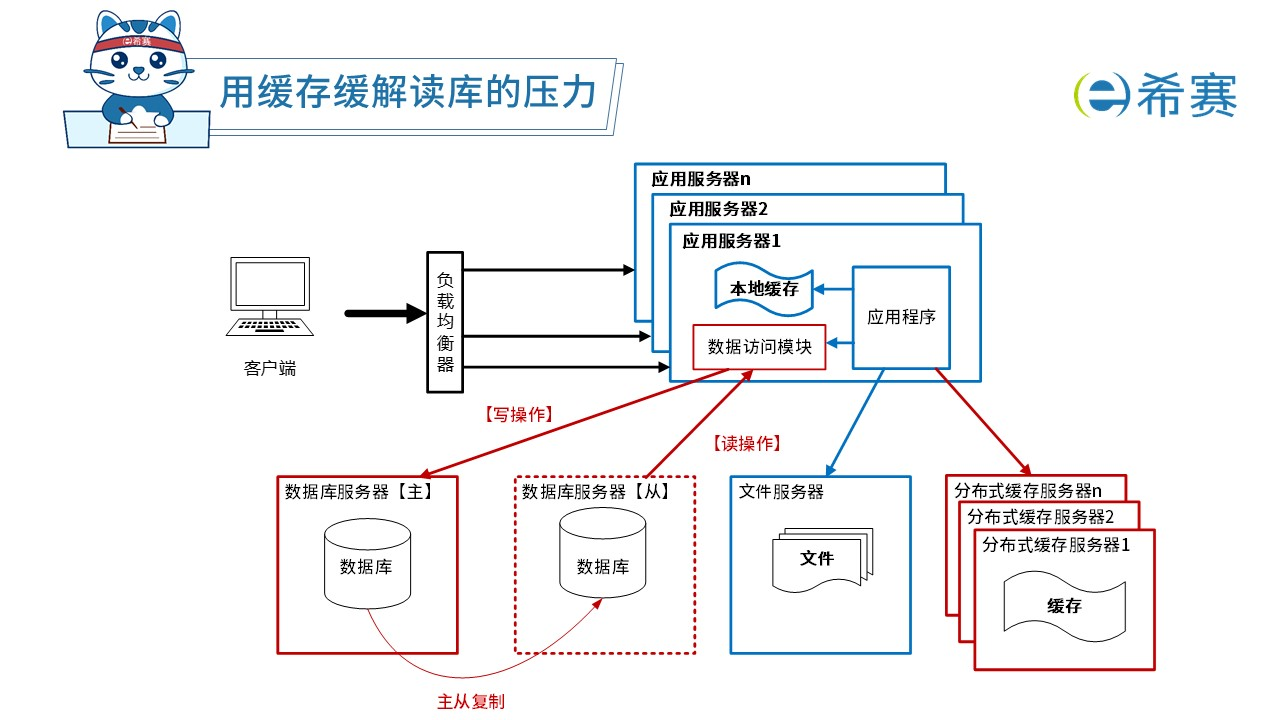 希赛
用缓存缓解读库的压力
希赛
应用服务器n
应用服务器2
应用服务器1
本地缓存
应用程序
数据访问模块
负载均衡器
客户端
【写操作】
【读操作】
数据库服务器【主】
数据库
数据库服务器【从】
数据库
文件服务器
文件
分布式缓存服务器n
分布式缓存服务器2
分布式缓存服务器1
缓存
主从复制